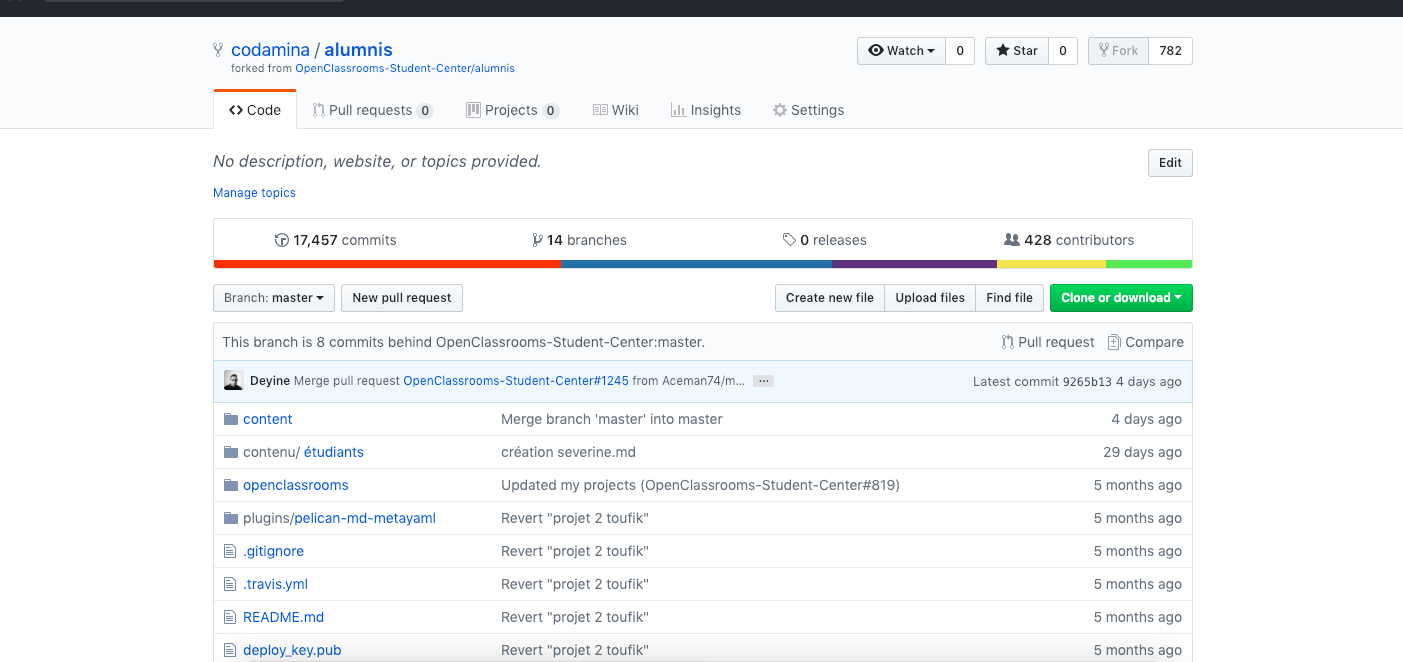 codamina / alumnis Watch 0 Star 0 Fork 782
forked from OpenClassrooms-Student-Center/alumnis
Code Pull requests 0 Projects 0 Wiki Insights Settings
No description, website, or topics provided. Edit
Manage topics
17,457 commits 14 branches 0 releases 428 contributors
Branch: master New pull request Create new file Upload files Find file Clone or download
This branch is 8 commits behind OpenClassrooms-Student-Center:master. Pull request Compare
Deyine Merge pull request OpenClassrooms-Student-Center#1245 from Aceman74/m... ... Latest commit 9265b13 4 days ago
content Merge branch 'master' into master 4 days ago
contenu/ étudiants création severine.md 29 days ago
openclassrooms Updated my projects (OpenClassrooms-Student-Center#819) 5 months ago
plugins/pelican-md-metayaml Revert "projet 2 toufik" 5 months ago
.gitignore Revert "projet 2 toufik" 5 months ago
.travis.yml Revert "projet 2 toufik" 5 months ago
README.md Revert "projet 2 toufik" 5 months ago
deploy_key.pub Revert "projet 2 toufik" 5 months ago